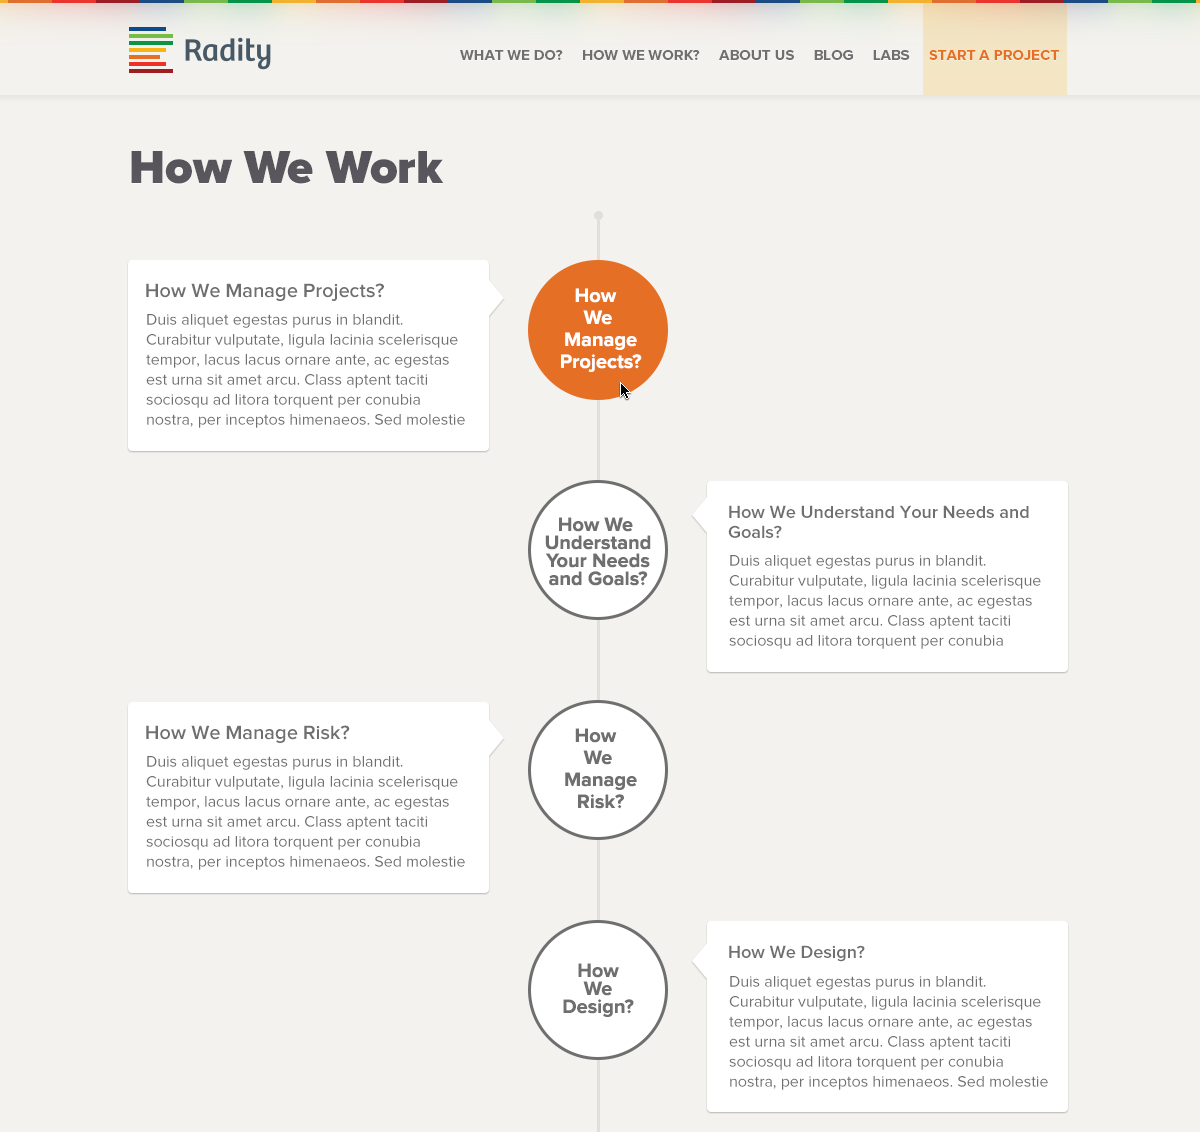 Radity
WHAT WE DO? HOW WE WORK? ABOUT US BLOG LABS START A PROJECT
How We Work
How We Manage Projects?
Duis aliquet egestas purus in blandit.
Curabitur vulputate, ligula lacinia scelerisque
tempor, lacus lacus ornare ante, ac egestas
est urna sit amet arcu. Class aptent taciti
sociosqu ad litora torquent per conubia
nostra, per inceptos himenaeos. Sed molestie
How
We
Manage
Projects?
How We
Understand
Your Needs
and Goals?
How We Understand Your Needs and
Goals?
Duis aliquet egestas purus in blandit.
Curabitur vulputate, ligula lacinia scelerisque
tempor, lacus lacus ornare ante, ac egestas
est urna sit amet arcu. Class aptent taciti
sociosqu ad litora torquent per conubia
How We Manage Risk?
Duis aliquet egestas purus in blandit.
Curabitur vulputate, ligula lacinia scelerisque
tempor, lacus lacus ornare ante, ac egestas
est urna sit amet arcu. Class aptent taciti
sociosqu ad litora torquent per conubia
nostra, per inceptos himenaeos. Sed molestie
How
We
Manage
Risk?
How
We
Design?
How We Design?
Duis aliquet egestas purus in blandit.
Curabitur vulputate, ligula lacinia scelerisque
tempor, lacus lacus ornare ante, ac egestas
est urna sit amet arcu. Class aptent taciti
sociosqu ad litora torquent per conubia
nostra, per inceptos himenaeos. Sed molestie